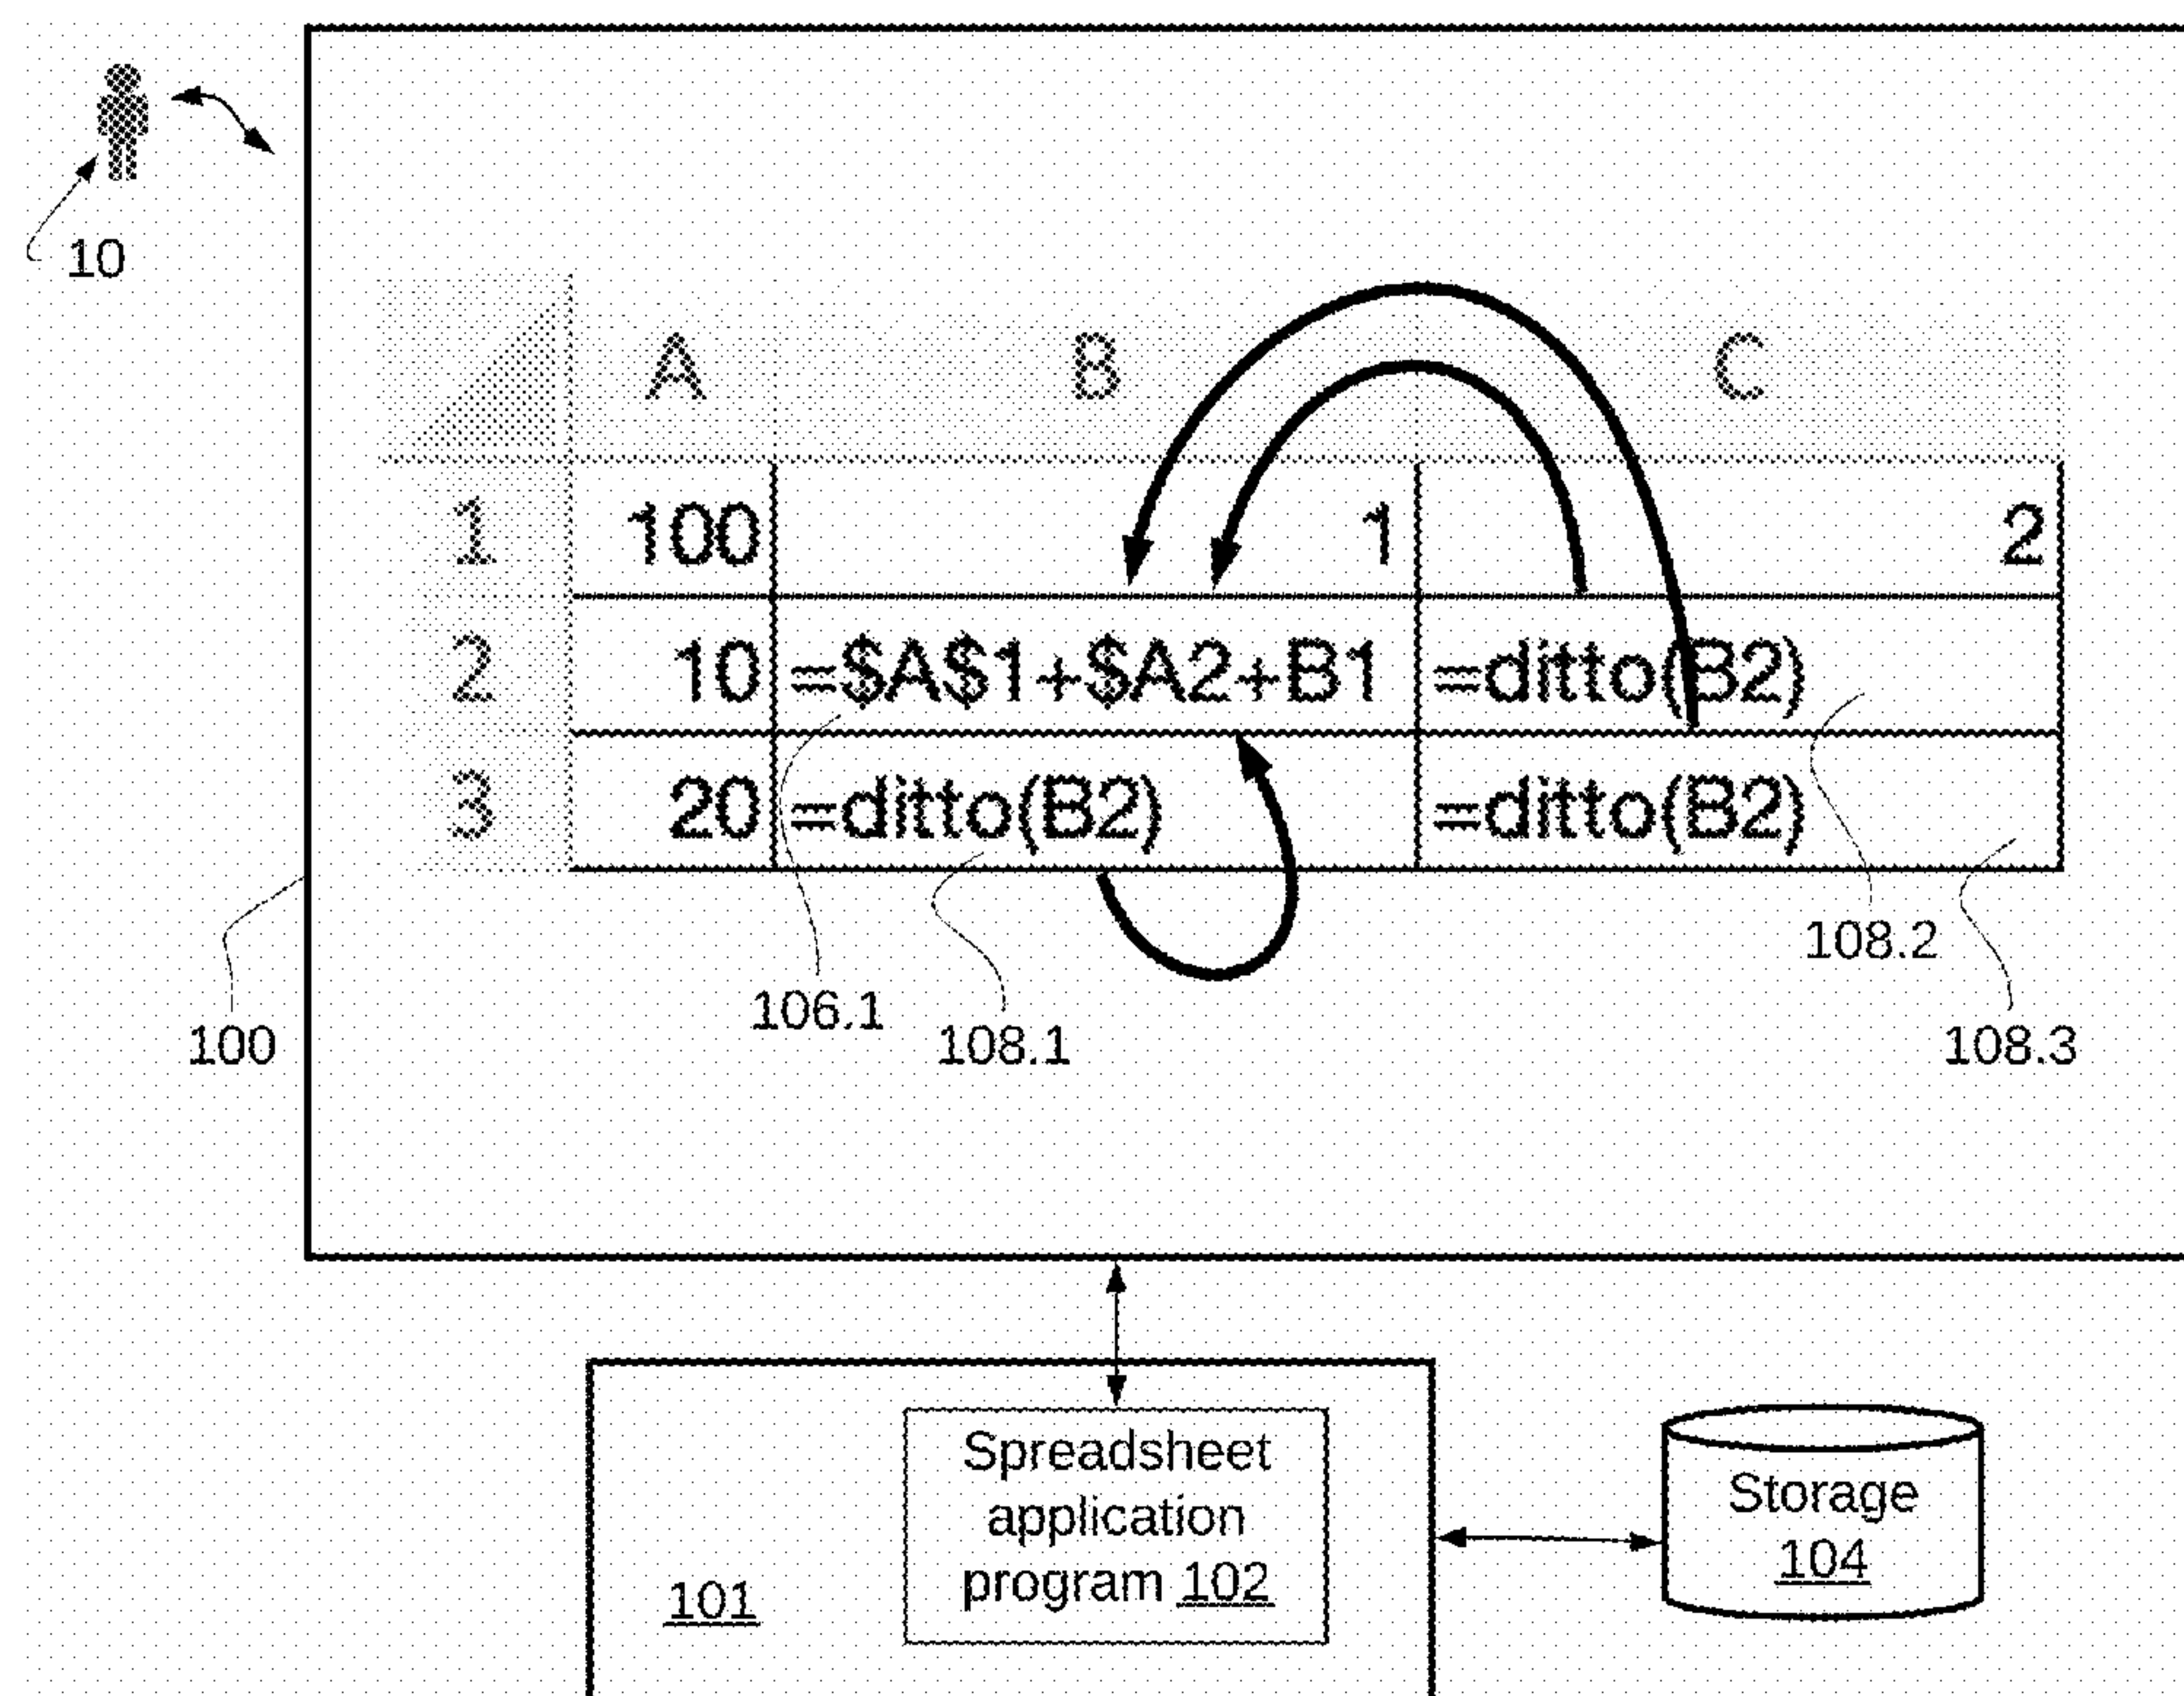 10
A B C
1 100 1 2
2 10 =$A$1+$A2+B1 =ditto(B2)
3 20 =ditto(B2) =ditto(B2)
108.2
106.1
100 108.1 108.3
Spreadsheet
application
program 102
101
Storage
104